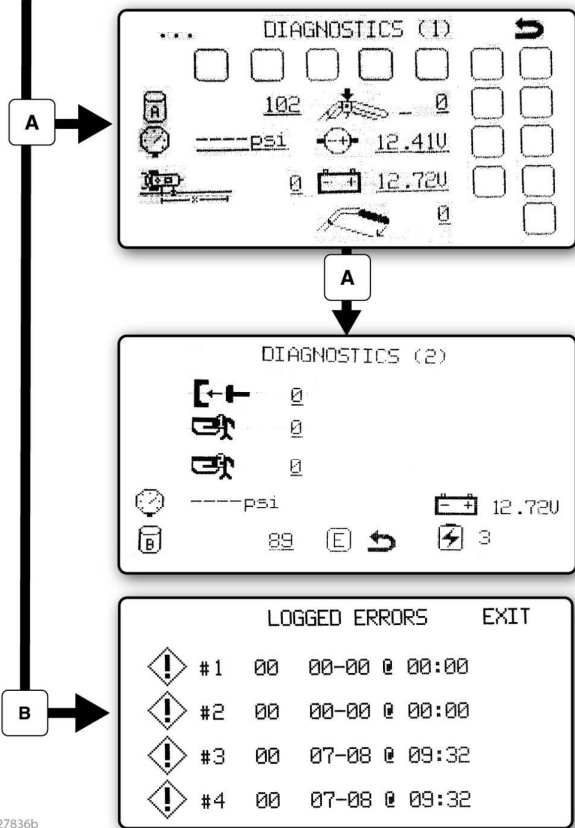 ... DIAGNOSTICS (1)
A 102 _ 0
A
----psi - + 12.41V
x 0 - + 12.72V
0
A
DIAGNOSTICS (2)
0
0
0
----psi - + 12.72V
B 89 E 3
LOGGED ERRORS EXIT
! #1 00 00-00 @ 00:00
! #2 00 00-00 @ 00:00
B
! #3 00 07-08 @ 09:32
! #4 00 07-08 @ 09:32
27836b